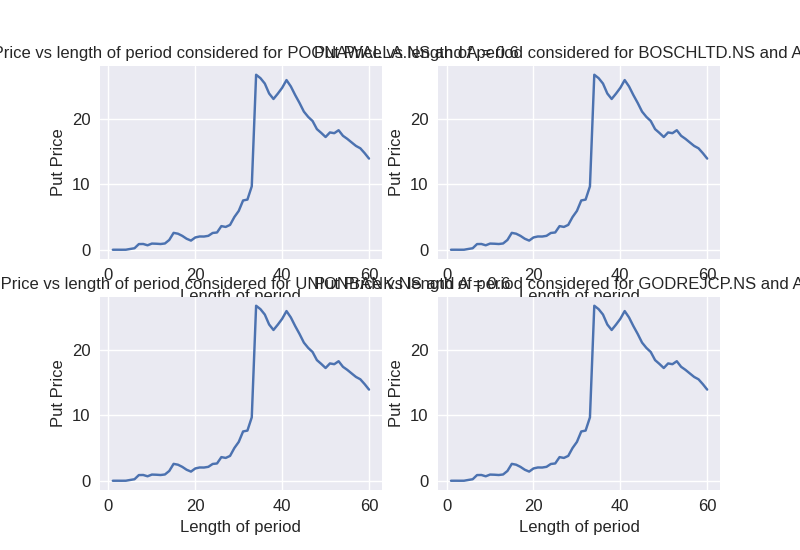 Price vs length of period considered for POONAWALLA.NS and A = 0.6
Put Price vs length of period considered for BOSCHLTD.NS and A
20
10
0
Put Price
0 20 40 60
Length of period
20
10
0
Put Price
0 20 40 60
Length of period
Price vs length of period considered for UNIONBANK.NS and A = 0.6
Put Price vs length of period considered for GODREJCP.NS and A
20
10
0
Put Price
0 20 40 60
Length of period
20
10
0
Put Price
0 20 40 60
Length of period